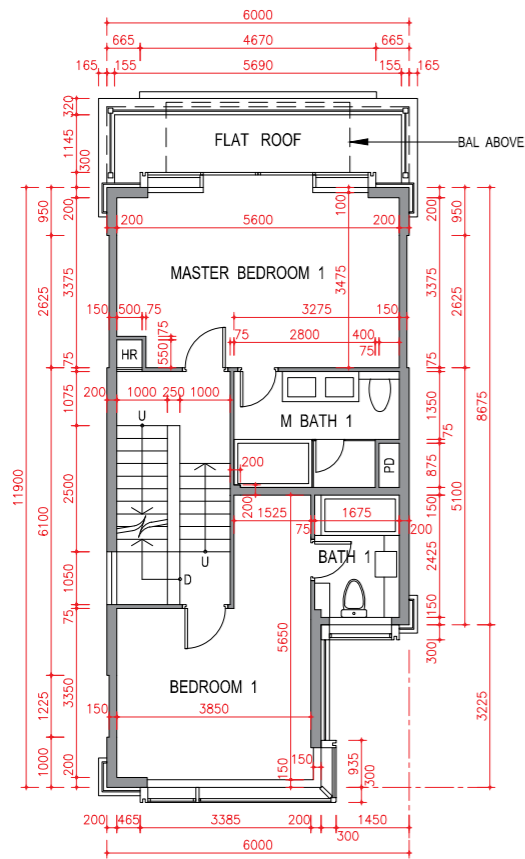 6000
665 4670 665
165 155 5690 155 165
320
1145
300
FLAT ROOF
BAL ABOVE
950
200
200 5600 200
100
200
950
2625
3375
MASTER BEDROOM 1
3475
3375
2625
150 500 75
3275 150
75 2800 400
75
550 75
HR
75
75
200 1000 250 1000
1075
U
M BATH 1
1350
75
8675
11900
6100
2500
200
PD
875
5100
200
1525
75
1675
200
150
BATH 1
2425
1050
U
D
75
150
300
5650
3350
BEDROOM 1
1225
150 3850
3225
1000
200
150
150
935
300
200 465 3385 200 1450
300
6000